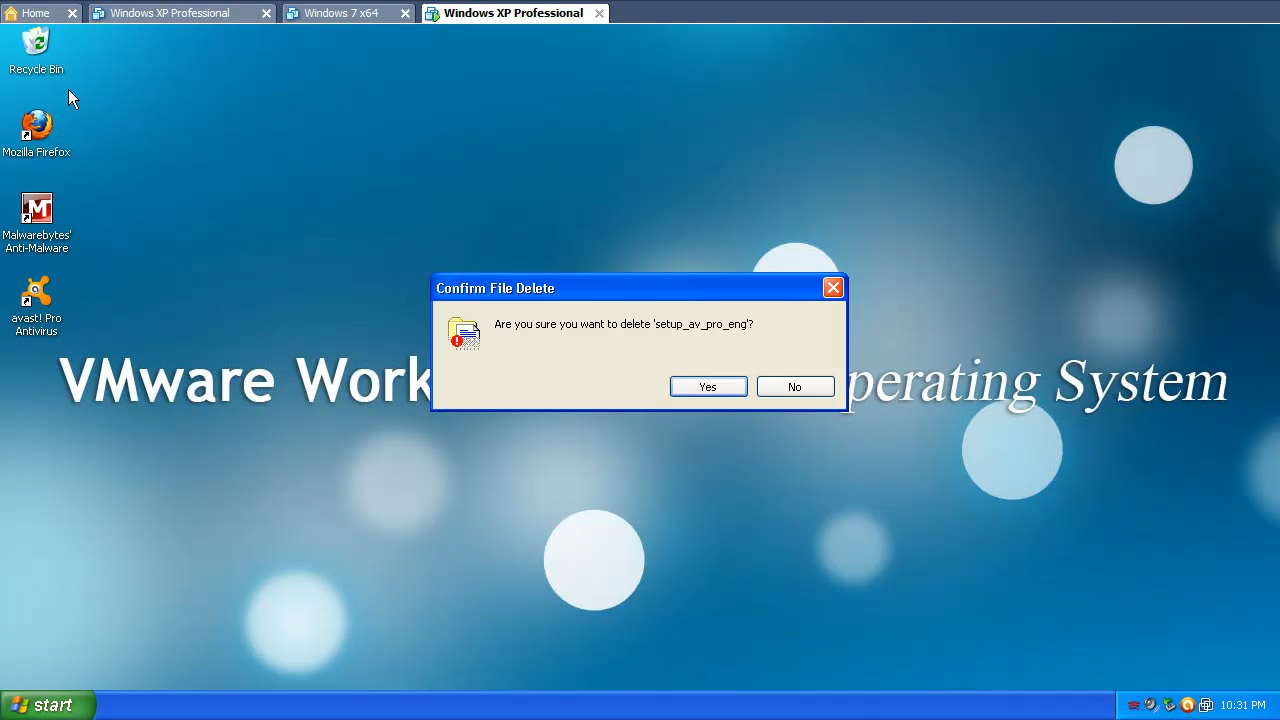 Home
Windows XP Professional
Windows 7 x64
Windows XP Professional
Recycle Bin
Mozilla Firefox
Malwarebytes'
Anti-Malware
avast! Pro
Antivirus
Confirm File Delete
Are you sure you want to delete 'setup_av_pro_eng'?
Yes
No
VMware Work
perating System
start
10:31 PM